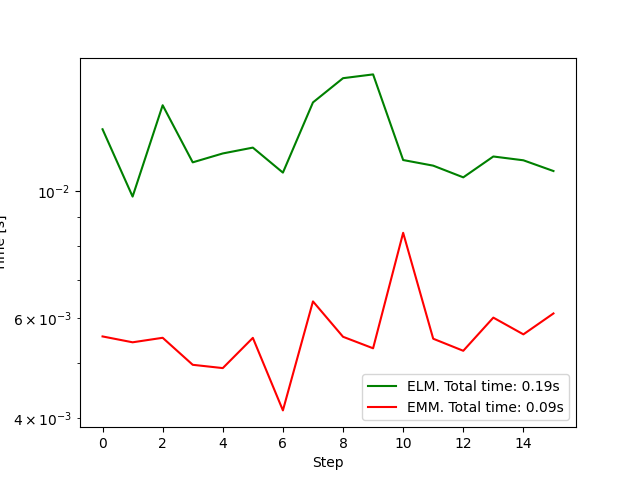 10⁻²
6 × 10⁻³
4 × 10⁻³
Time [s]
ELM. Total time: 0.19s
EMM. Total time: 0.09s
0 2 4 6 8 10 12 14
Step